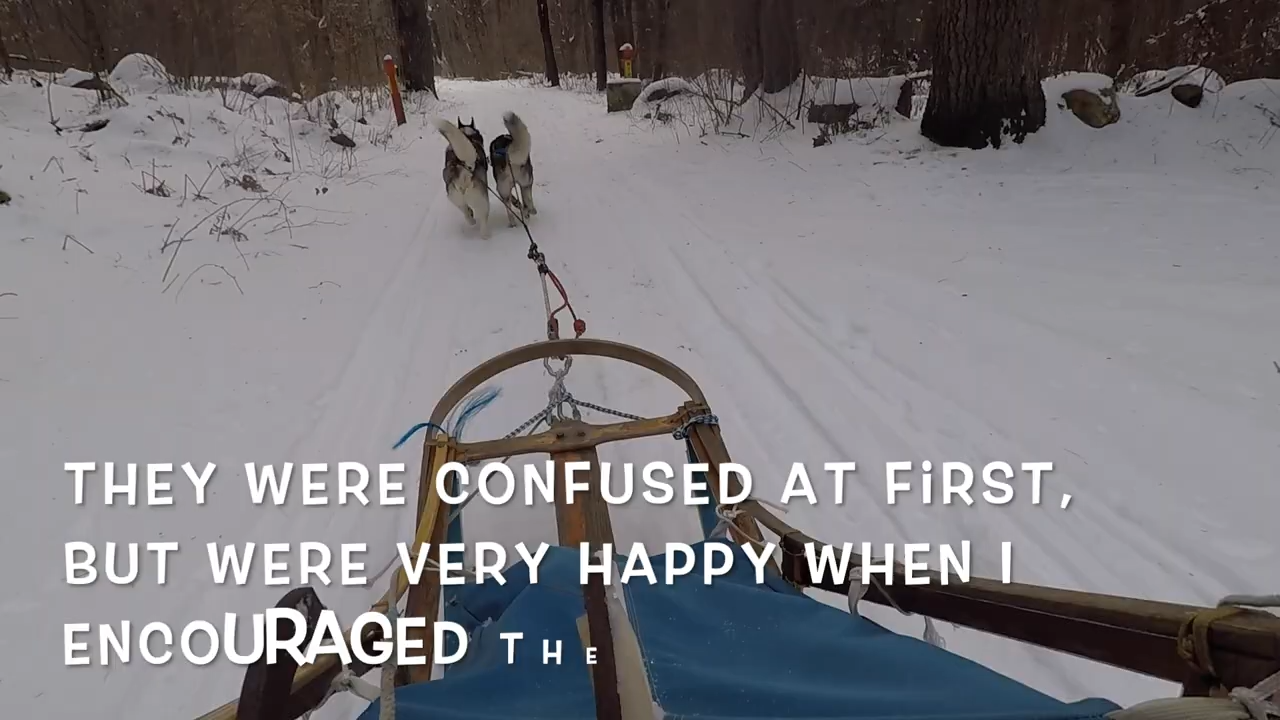 THEY WERE CONFUSED AT FiRST,
BUT WERE VERY HAPPY WHEN I
ENCOURAGED THE